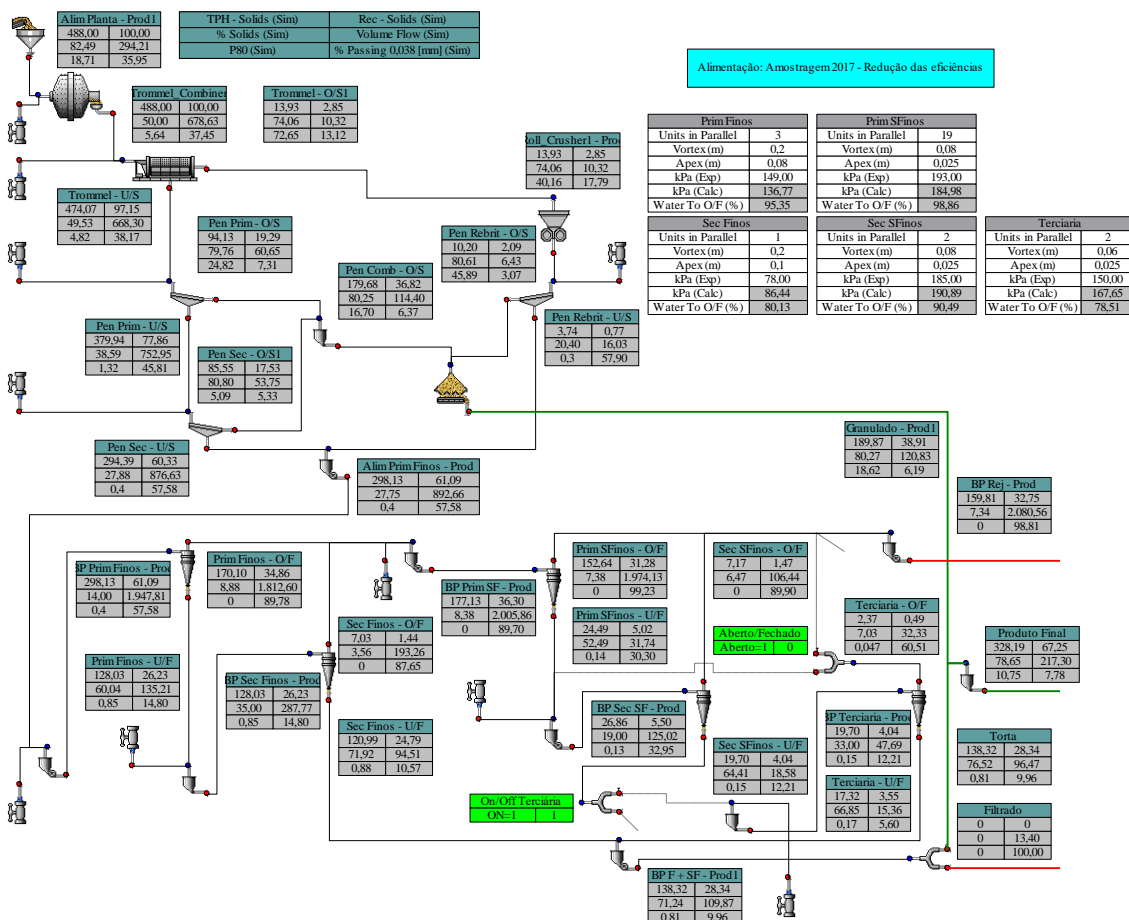 Alim Planta - Prod1
488,00 100,00
82,49 294,21
18,71 35,95
TPH - Solids (Sim) Rec - Solids (Sim)
% Solids (Sim) Volume Flow (Sim)
P80 (Sim) % Passing 0,038 [mm] (Sim)
Alimentação: Amostragem 2017 - Redução das eficiências
Trommel_Combiner
488,00 100,00
50,00 678,63
5,64 37,45
Trommel - O/S1
13,93 2,85
74,06 10,32
72,65 13,12
Roll_Crusher1 - Prod
13,93 2,85
74,06 10,32
40,16 17,79
Prim Finos
Units in Parallel 3
Vortex (m) 0,2
Apex (m) 0,08
kPa (Exp) 149,00
kPa (Calc) 136,77
Water To O/F (%) 95,35
Prim SFinos
Units in Parallel 19
Vortex (m) 0,08
Apex (m) 0,025
kPa (Exp) 193,00
kPa (Calc) 184,98
Water To O/F (%) 98,86
Sec Finos
Units in Parallel 1
Vortex (m) 0,2
Apex (m) 0,1
kPa (Exp) 78,00
kPa (Calc) 86,44
Water To O/F (%) 80,13
Sec SFinos
Units in Parallel 2
Vortex (m) 0,08
Apex (m) 0,025
kPa (Exp) 185,00
kPa (Calc) 190,89
Water To O/F (%) 90,49
Terciaria
Units in Parallel 2
Vortex (m) 0,06
Apex (m) 0,025
kPa (Exp) 150,00
kPa (Calc) 167,65
Water To O/F (%) 78,51
Trommel - U/S
474,07 97,15
49,53 668,30
4,82 38,17
Pen Prim - O/S
94,13 19,29
79,76 60,65
24,82 7,31
Pen Rebrit - O/S
10,20 2,09
80,61 6,43
45,89 3,07
Pen Comb - O/S
179,68 36,82
80,25 114,40
16,70 6,37
Pen Rebrit - U/S
3,74 0,77
20,40 16,03
0,3 57,90
Pen Prim - U/S
379,94 77,86
38,59 752,95
1,32 45,81
Pen Sec - O/S1
85,55 17,53
80,80 53,75
5,09 5,33
Pen Sec - U/S
294,39 60,33
27,88 876,63
0,4 57,58
Alim Prim Finos - Prod
298,13 61,09
27,75 892,66
0,4 57,58
Granulado - Prod1
189,87 38,91
80,27 120,83
18,62 6,19
BP Rej - Prod
159,81 32,75
7,34 2.080,56
0 98,81
BP Prim Finos - Prod
298,13 61,09
14,00 1.947,81
0,4 57,58
Prim Finos - O/F
170,10 34,86
8,88 1.812,60
0 89,78
BP Prim SF - Prod
177,13 36,30
8,38 2.005,86
0 89,70
Prim SFinos - O/F
152,64 31,28
7,38 1.974,13
0 99,23
Sec SFinos - O/F
7,17 1,47
6,47 106,44
0 89,90
Prim SFinos - U/F
24,49 5,02
52,49 31,74
0,14 30,30
Terciaria - O/F
2,37 0,49
7,03 32,33
0,047 60,51
Aberto/Fechado
Aberto=1 0
Sec Finos - O/F
7,03 1,44
3,56 193,26
0 87,65
Produto Final
328,19 67,25
78,65 217,30
10,75 7,78
Prim Finos - U/F
128,03 26,23
60,04 135,21
0,85 14,80
BP Sec Finos - Prod
128,03 26,23
35,00 287,77
0,85 14,80
BP Sec SF - Prod
26,86 5,50
19,00 125,02
0,13 32,95
BP Terciaria - Prod
19,70 4,04
33,00 47,69
0,15 12,21
Sec Finos - U/F
120,99 24,79
71,92 94,51
0,88 10,57
Sec SFinos - U/F
19,70 4,04
64,41 18,58
0,15 12,21
Torta
138,32 28,34
76,52 96,47
0,81 9,96
Terciaria - U/F
17,32 3,55
66,85 15,36
0,17 5,60
On/Off Terciária
ON=1 1
Filtrado
0 0
0 13,40
0 100,00
BP F + SF - Prod1
138,32 28,34
71,24 109,87
0,81 9,96